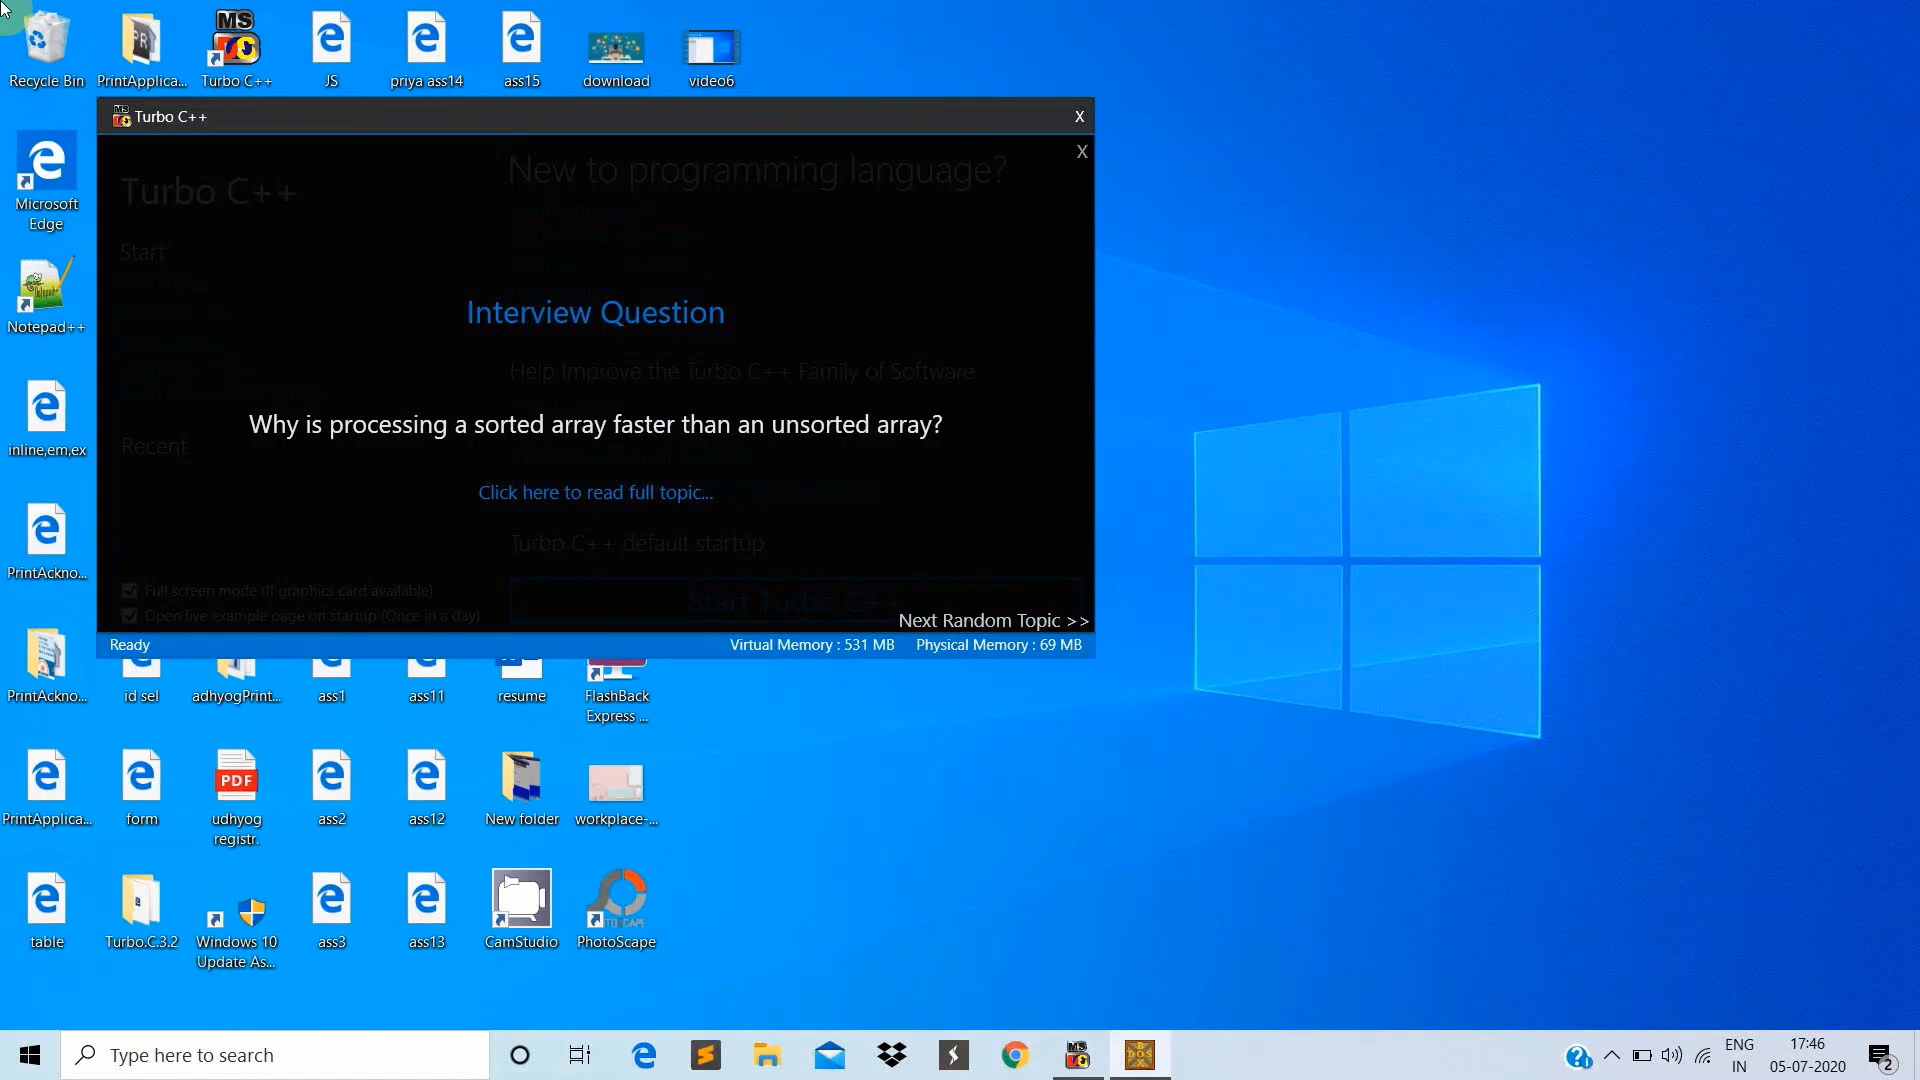 Recycle Bin
PrintApplica...
Turbo C++
JS
priya ass14
ass15
download
video6
Turbo C++
X
X
New to programming language?
Turbo C++
Start
Interview Question
Help Improve the Turbo C++ Family of Software
Why is processing a sorted array faster than an unsorted array?
Recent
Click here to read full topic...
Turbo C++ default startup
Full screen mode (If graphics card available)
Start Turbo C++
Open live example page on startup (Once in a day)
Next Random Topic >>
Ready
Virtual Memory : 531 MB
Physical Memory : 69 MB
Microsoft
Edge
Notepad++
inline,em,ex
PrintAckno...
PrintAckno...
id sel
adhyogPrint...
ass1
ass11
resume
FlashBack
Express ...
PrintApplica...
form
PDF
udhyog
registr.
ass2
ass12
New folder
workplace-...
table
Turbo.C.3.2
Windows 10
Update As...
ass3
ass13
CamStudio
PhotoScape
Type here to search
ENG
IN
17:46
05-07-2020
2